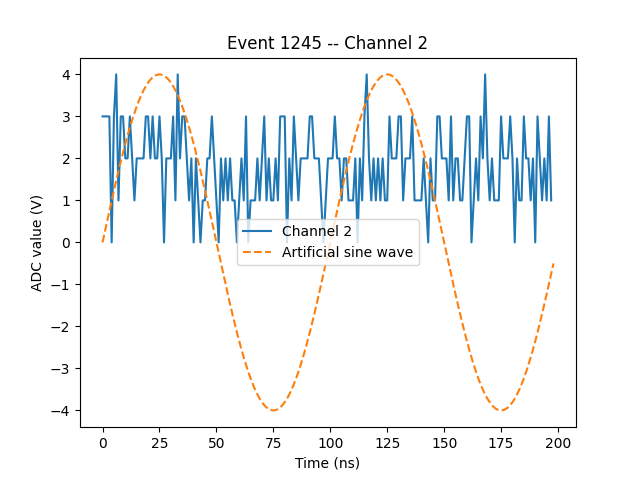 Event 1245 -- Channel 2
ADC value (V)
4
3
2
1
0
−1
−2
−3
−4
Channel 2
Artificial sine wave
0 25 50 75 100 125 150 175 200
Time (ns)